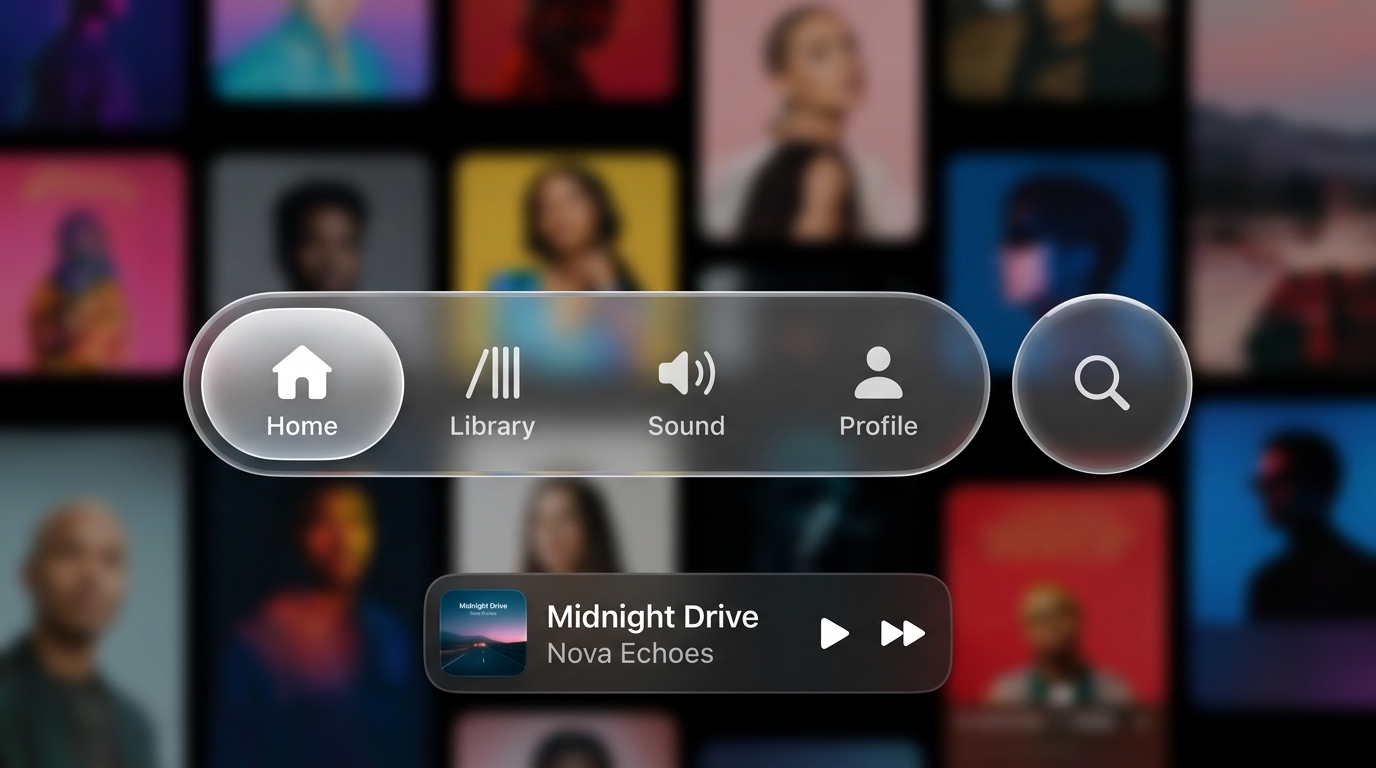 Home
Library
Sound
Profile
Midnight Drive
Midnight Drive
Nova Echoes